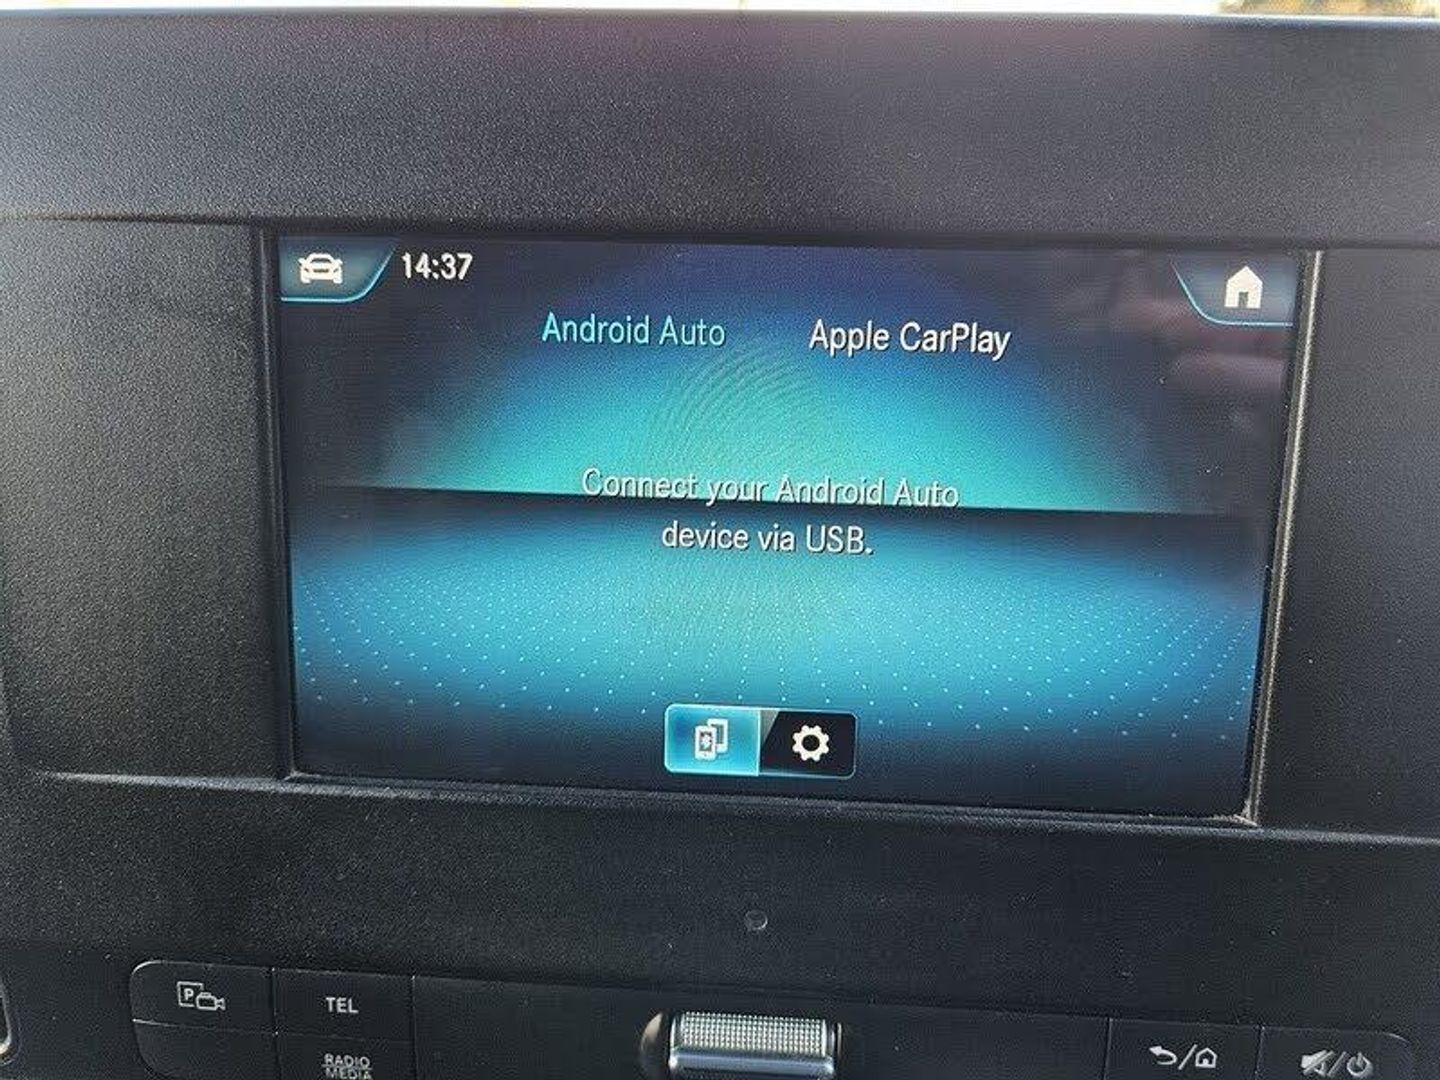 14:37
Android Auto Apple CarPlay
Connect your Android Auto
device via USB.
P
TEL
RADIO
MEDIA